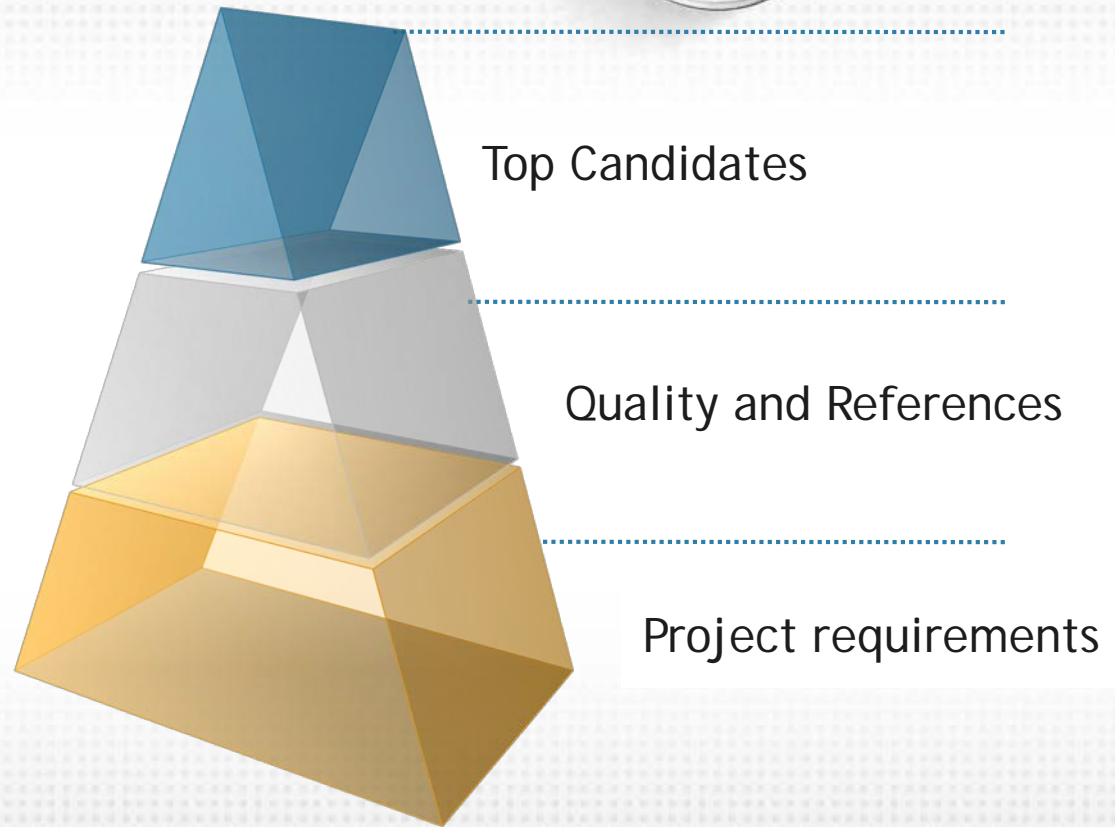 Top Candidates
Quality and References
Project requirements